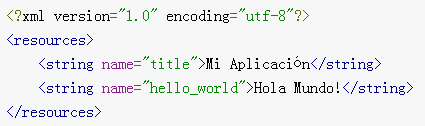 <?xml version="1.0" encoding="utf-8"?>
<resources>
    <string name="title">Mi Aplicación</string>
    <string name="hello_world">Hola Mundo!</string>
</resources>